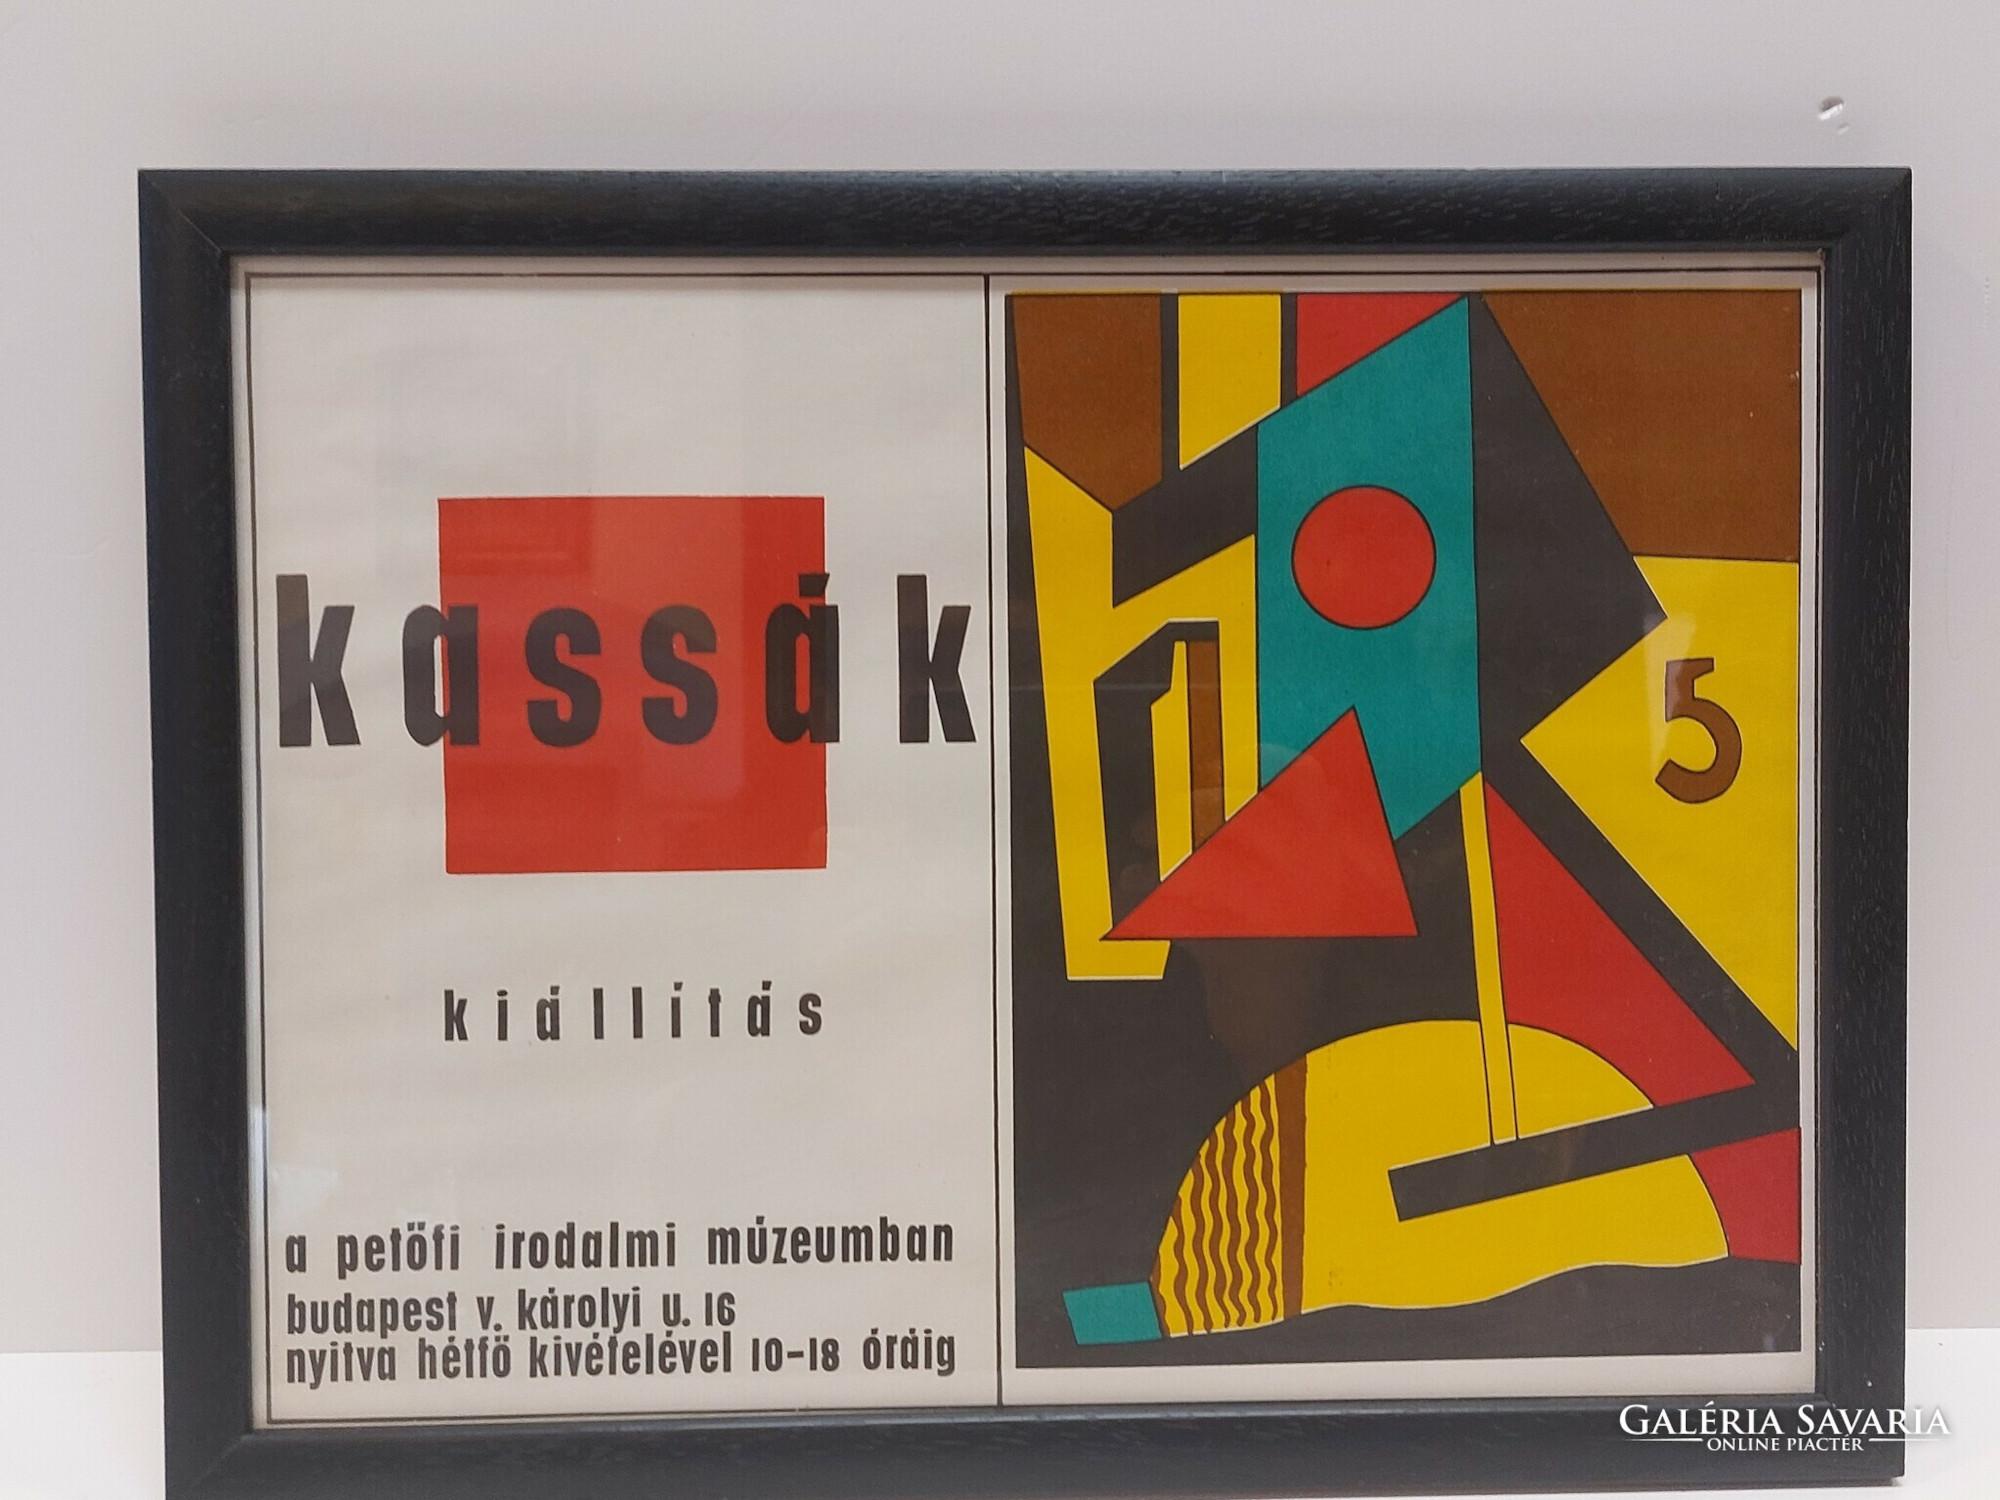 kassák
kiállítás
a petőfi irodalmi múzeumban
budapest v. károlyi u. 16
nyitva hétfő kivételével 10-18 óráig
5
GALÉRIA SAVARIA
ONLINE PIACTÉR